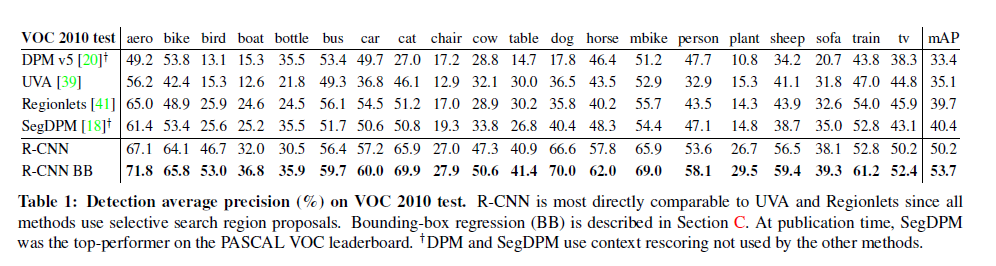 VOC 2010 test aero bike bird boat bottle bus car cat chair cow table dog horse mbike person plant sheep sofa train tv mAP
DPM v5 [20]† 49.2 53.8 13.1 15.3 35.5 53.4 49.7 27.0 17.2 28.8 14.7 17.8 46.4 51.2 47.7 10.8 34.2 20.7 43.8 38.3 33.4
UVA [39] 56.2 42.4 15.3 12.6 21.8 49.3 36.8 46.1 12.9 32.1 30.0 36.5 43.5 52.9 32.9 15.3 41.1 31.8 47.0 44.8 35.1
Regionlets [41] 65.0 48.9 25.9 24.6 24.5 56.1 54.5 51.2 17.0 28.9 30.2 35.8 40.2 55.7 43.5 14.3 43.9 32.6 54.0 45.9 39.7
SegDPM [18]† 61.4 53.4 25.6 25.2 35.5 51.7 50.6 50.8 19.3 33.8 26.8 40.4 48.3 54.4 47.1 14.8 38.7 35.0 52.8 43.1 40.4
R-CNN 67.1 64.1 46.7 32.0 30.5 56.4 57.2 65.9 27.0 47.3 40.9 66.6 57.8 65.9 53.6 26.7 56.5 38.1 52.8 50.2 50.2
R-CNN BB 71.8 65.8 53.0 36.8 35.9 59.7 60.0 69.9 27.9 50.6 41.4 70.0 62.0 69.0 58.1 29.5 59.4 39.3 61.2 52.4 53.7
Table 1: Detection average precision (%) on VOC 2010 test. R-CNN is most directly comparable to UVA and Regionlets since all
methods use selective search region proposals. Bounding-box regression (BB) is described in Section C. At publication time, SegDPM
was the top-performer on the PASCAL VOC leaderboard. †DPM and SegDPM use context rescoring not used by the other methods.